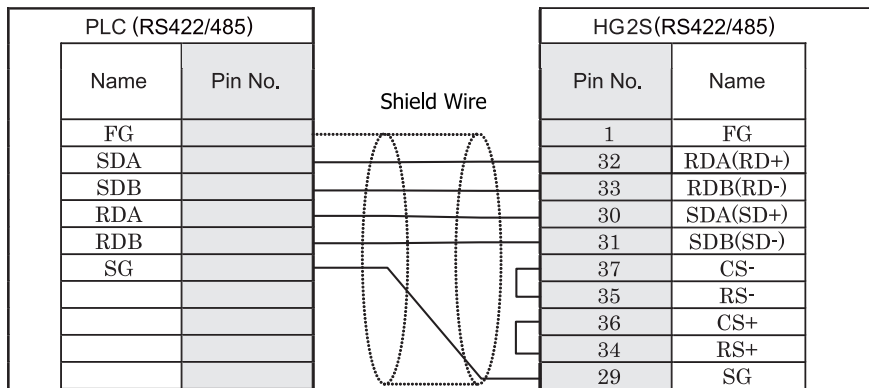 PLC (RS422/485) HG2S(RS422/485)
Name Pin No. Shield Wire Pin No. Name
FG 1 FG
SDA 32 RDA(RD+)
SDB 33 RDB(RD-)
RDA 30 SDA(SD+)
RDB 31 SDB(SD-)
SG 37 CS-
35 RS-
36 CS+
34 RS+
29 SG